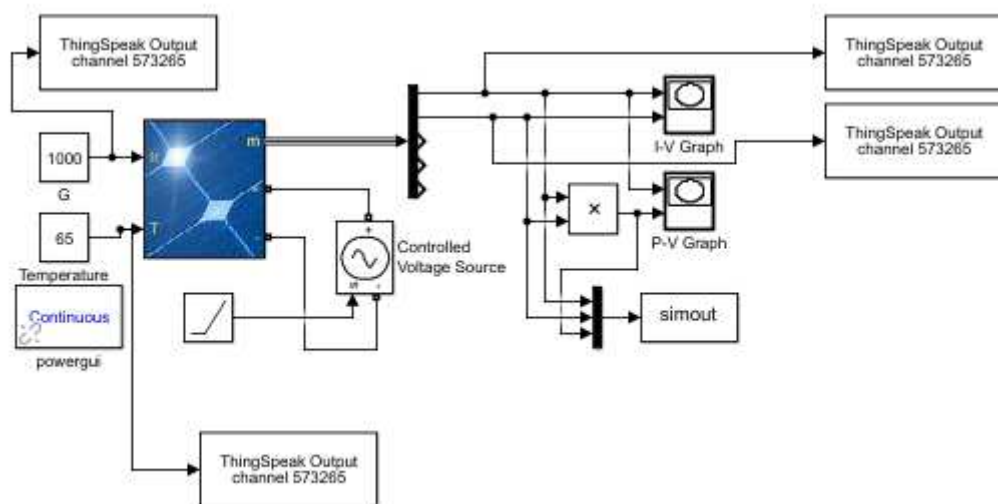 ThingSpeak Output
channel 573265
ThingSpeak Output
channel 573265
ThingSpeak Output
channel 573265
I-V Graph
1000
G
Ir
m
+
-
T
65
Temperature
×
P-V Graph
+
s
-
Controlled
Voltage Source
Continuous
powergui
simout
ThingSpeak Output
channel 573265